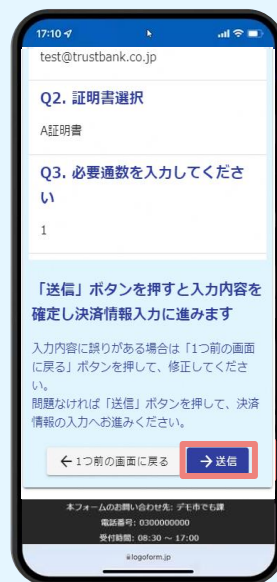 17:10
test@trustbank.co.jp
Q2. 証明書選択
A証明書
Q3. 必要通数を入力してくださ
い
1
「送信」ボタンを押すと入力内容を
確定し決済情報入力に進みます
入力内容に誤りがある場合は「1つ前の画面
に戻る」ボタンを押して、修正してくださ
い。
問題なければ「送信」ボタンを押して、決済
情報の入力へお進みください。
←1つ前の画面に戻る →送信
本フォームのお問い合わせ先: デモ市でも課
電話番号: 0300000000
受付時間: 08:30 ～ 17:00
logoform.jp